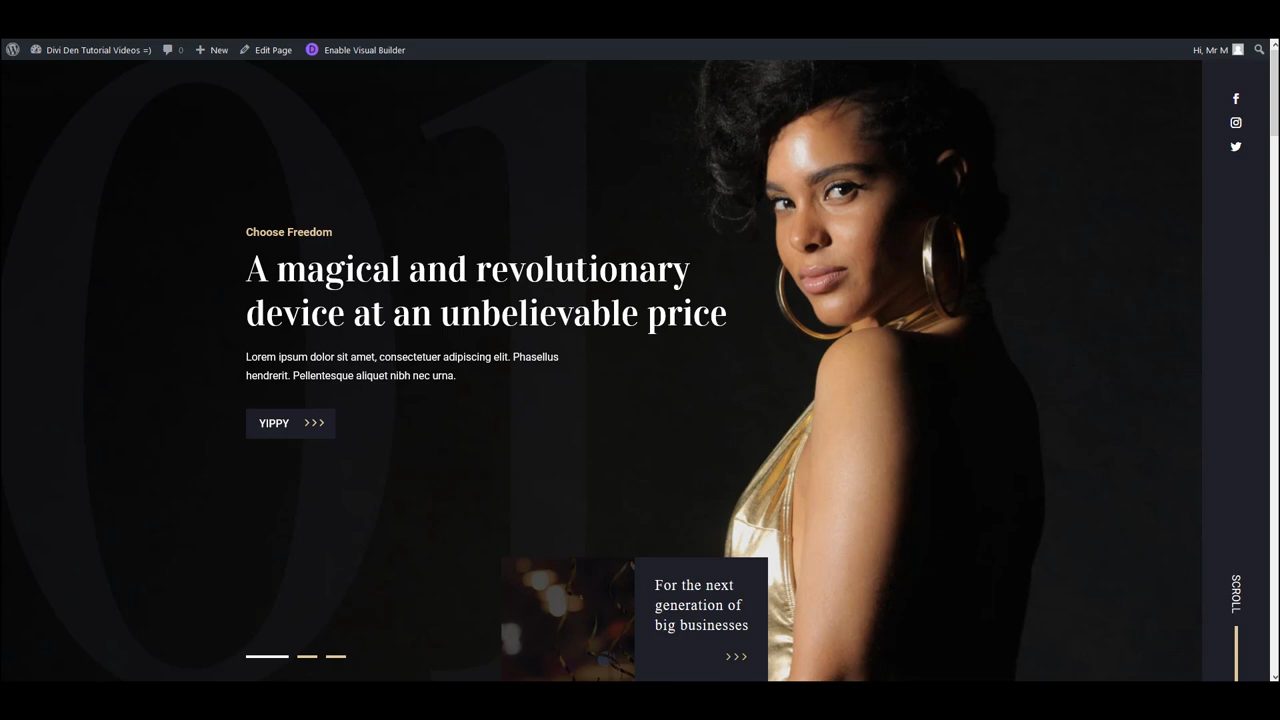 Divi Den Tutorial Videos =) 0 New Edit Page D Enable Visual Builder Hi, Mr M
01
Choose Freedom
A magical and revolutionary
device at an unbelievable price
Lorem ipsum dolor sit amet, consectetuer adipiscing elit. Phasellus
hendrerit. Pellentesque aliquet nibh nec urna.
YIPPY >>>
For the next
generation of
big businesses
>>>
SCROLL